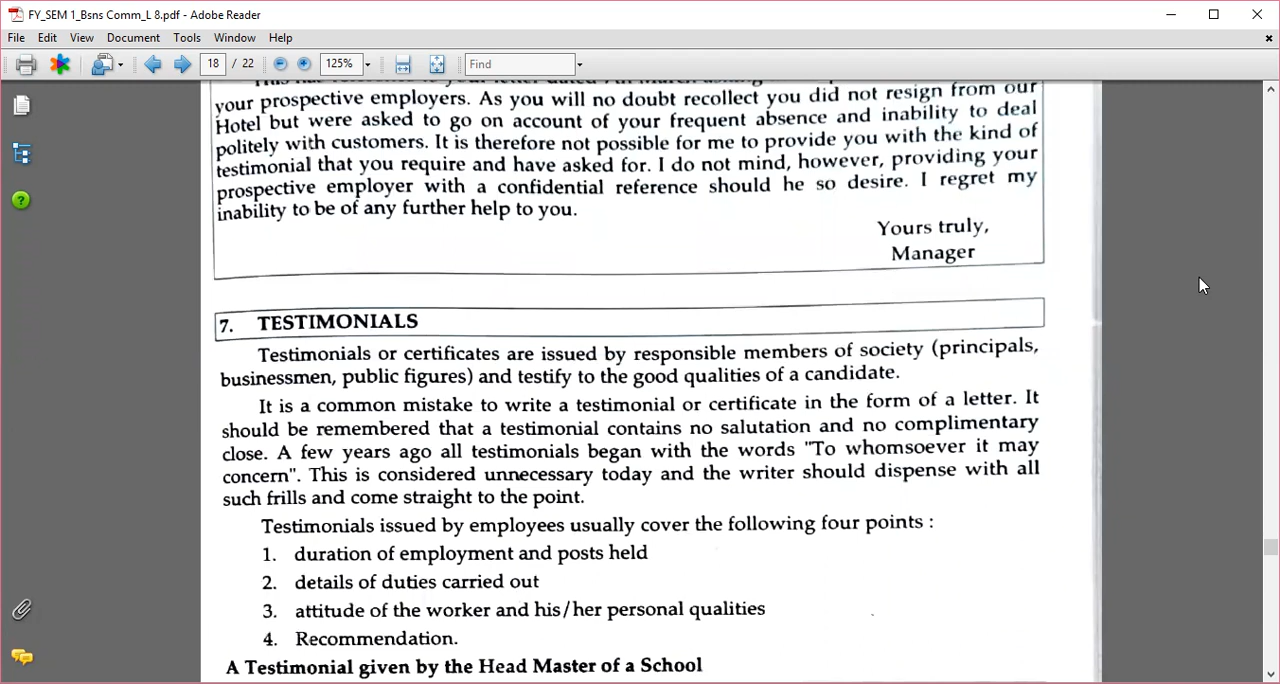 FY_SEM 1_Bsns Comm_L 8.pdf - Adobe Reader
File Edit View Document Tools Window Help
18 / 22 125% Find
your prospective employers. As you will no doubt recollect you did not resign from our
Hotel but were asked to go on account of your frequent absence and inability to deal
politely with customers. It is therefore not possible for me to provide you with the kind of
testimonial that you require and have asked for. I do not mind, however, providing your
prospective employer with a confidential reference should he so desire. I regret my
inability to be of any further help to you.
Yours truly,
Manager
7. TESTIMONIALS
Testimonials or certificates are issued by responsible members of society (principals,
businessmen, public figures) and testify to the good qualities of a candidate.
It is a common mistake to write a testimonial or certificate in the form of a letter. It
should be remembered that a testimonial contains no salutation and no complimentary
close. A few years ago all testimonials began with the words "To whomsoever it may
concern". This is considered unnecessary today and the writer should dispense with all
such frills and come straight to the point.
Testimonials issued by employees usually cover the following four points :
1. duration of employment and posts held
2. details of duties carried out
3. attitude of the worker and his/her personal qualities
4. Recommendation.
A Testimonial given by the Head Master of a School